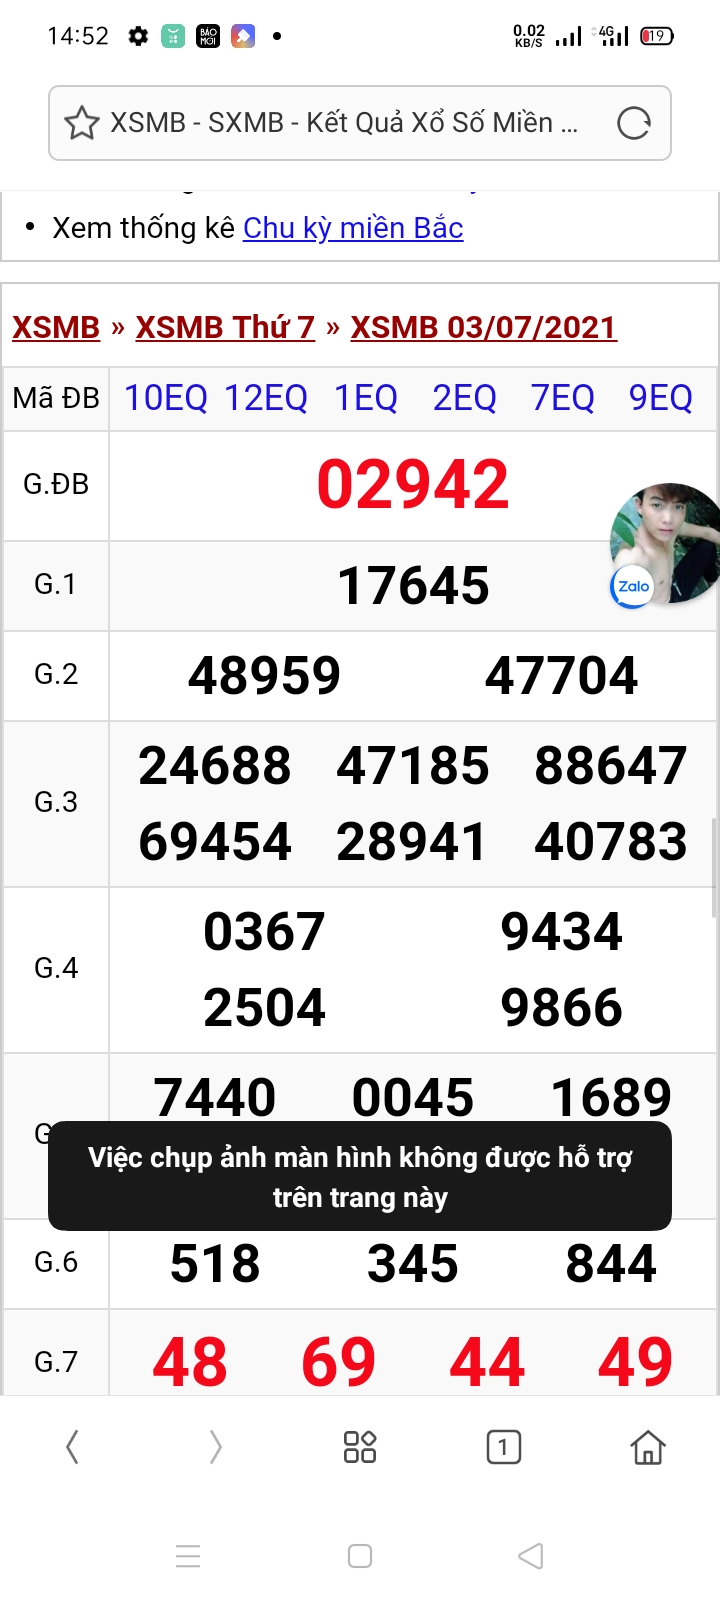 14:52
BÁO MỚI
0.02 KB/S
4G
19
XSMB - SXMB - Kết Quả Xổ Số Miền ...
• Xem thống kê Chu kỳ miền Bắc
XSMB » XSMB Thứ 7 » XSMB 03/07/2021
Mã ĐB 10EQ 12EQ 1EQ 2EQ 7EQ 9EQ
G.ĐB 02942
Zalo
G.1 17645
G.2 48959 47704
G.3 24688 47185 88647
69454 28941 40783
G.4 0367 9434
2504 9866
7440 0045 1689
Việc chụp ảnh màn hình không được hỗ trợ
trên trang này
G.6 518 345 844
G.7 48 69 44 49
1